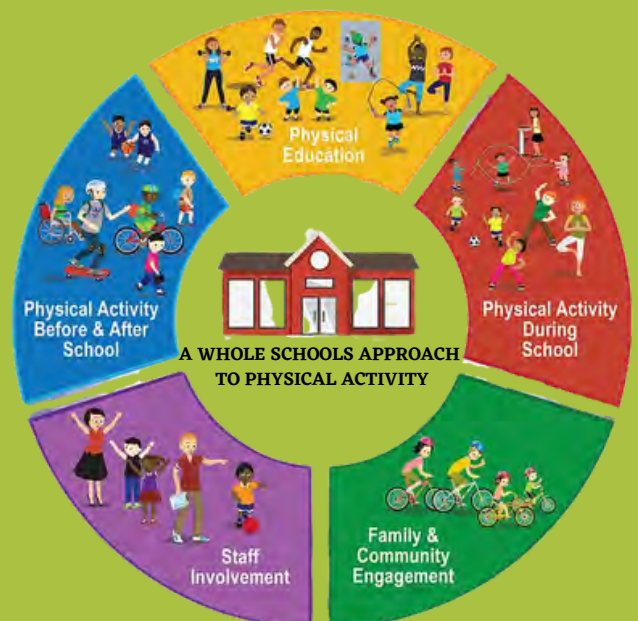 Physical
Education
Physical Activity
During
School
Family &
Community
Engagement
Staff
Involvement
Physical Activity
Before & After
School
A WHOLE SCHOOLS APPROACH
TO PHYSICAL ACTIVITY